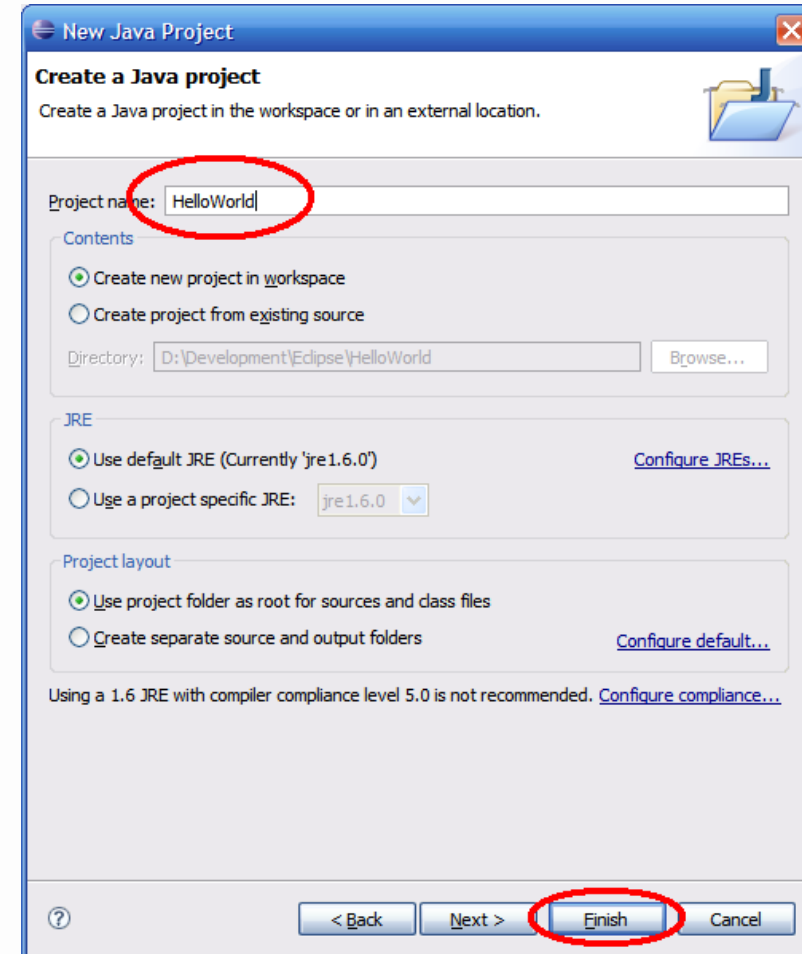 New Java Project
Create a Java project
Create a Java project in the workspace or in an external location.
Project name: HelloWorld
Contents
Create new project in workspace
Create project from existing source
Directory: D:\Development\Eclipse\HelloWorld Browse...
JRE
Use default JRE (Currently 'jre1.6.0') Configure JREs...
Use a project specific JRE: jre1.6.0
Project layout
Use project folder as root for sources and class files
Create separate source and output folders Configure default...
Using a 1.6 JRE with compiler compliance level 5.0 is not recommended. Configure compliance...
? < Back Next > Finish Cancel